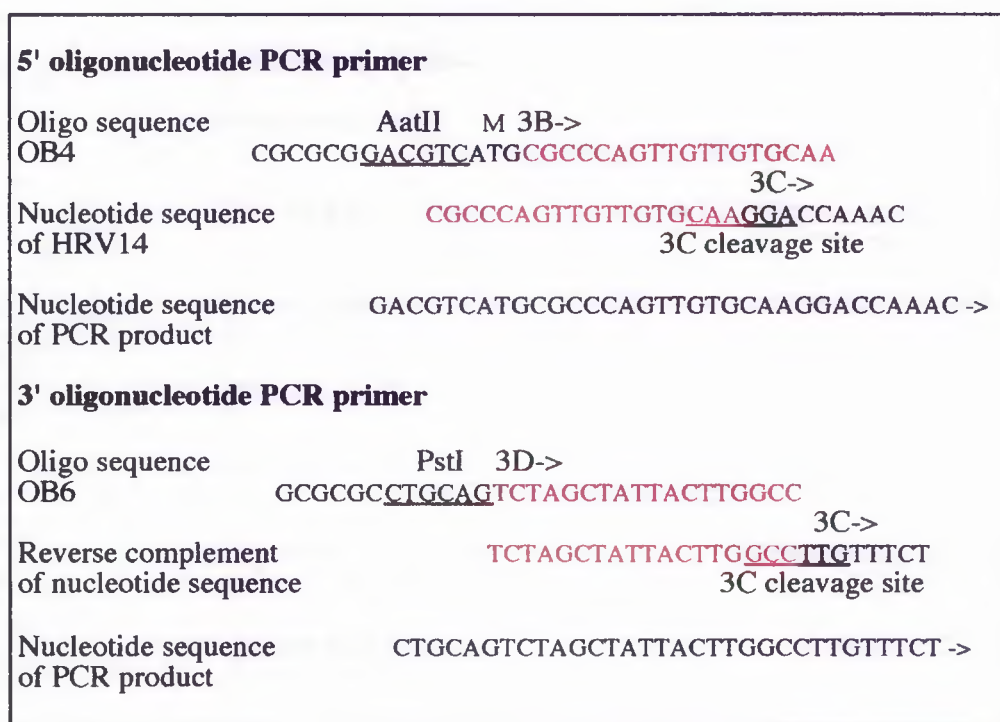 5' oligonucleotide PCR primer
Oligo sequence AatII M 3B->
OB4 CGCGCGGACGTCATGCGCCCAGTTGTTGTGCAA
3C->
Nucleotide sequence CGCCCAGTTGTTGTGCAAGGACCAAAC
of HRV14 3C cleavage site
Nucleotide sequence GACGTCATGCGCCCAGTTGTGCAAGGACCAAAC ->
of PCR product
3' oligonucleotide PCR primer
Oligo sequence PstI 3D->
OB6 GCGCGCCTGCAGTCTAGCTATTACTTGGCC
3C->
Reverse complement TCTAGCTATTACTTGGCCTTGTTTCT
of nucleotide sequence 3C cleavage site
Nucleotide sequence CTGCAGTCTAGCTATTACTTGGCCTTGTTTCT ->
of PCR product